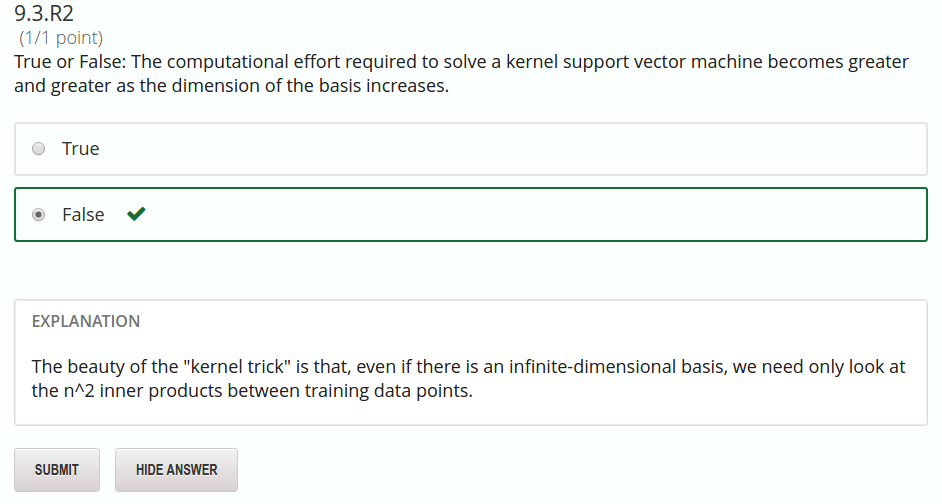 9.3.R2
(1/1 point)
True or False: The computational effort required to solve a kernel support vector machine becomes greater
and greater as the dimension of the basis increases.
True
False
EXPLANATION
The beauty of the "kernel trick" is that, even if there is an infinite-dimensional basis, we need only look at
the n^2 inner products between training data points.
SUBMIT
HIDE ANSWER